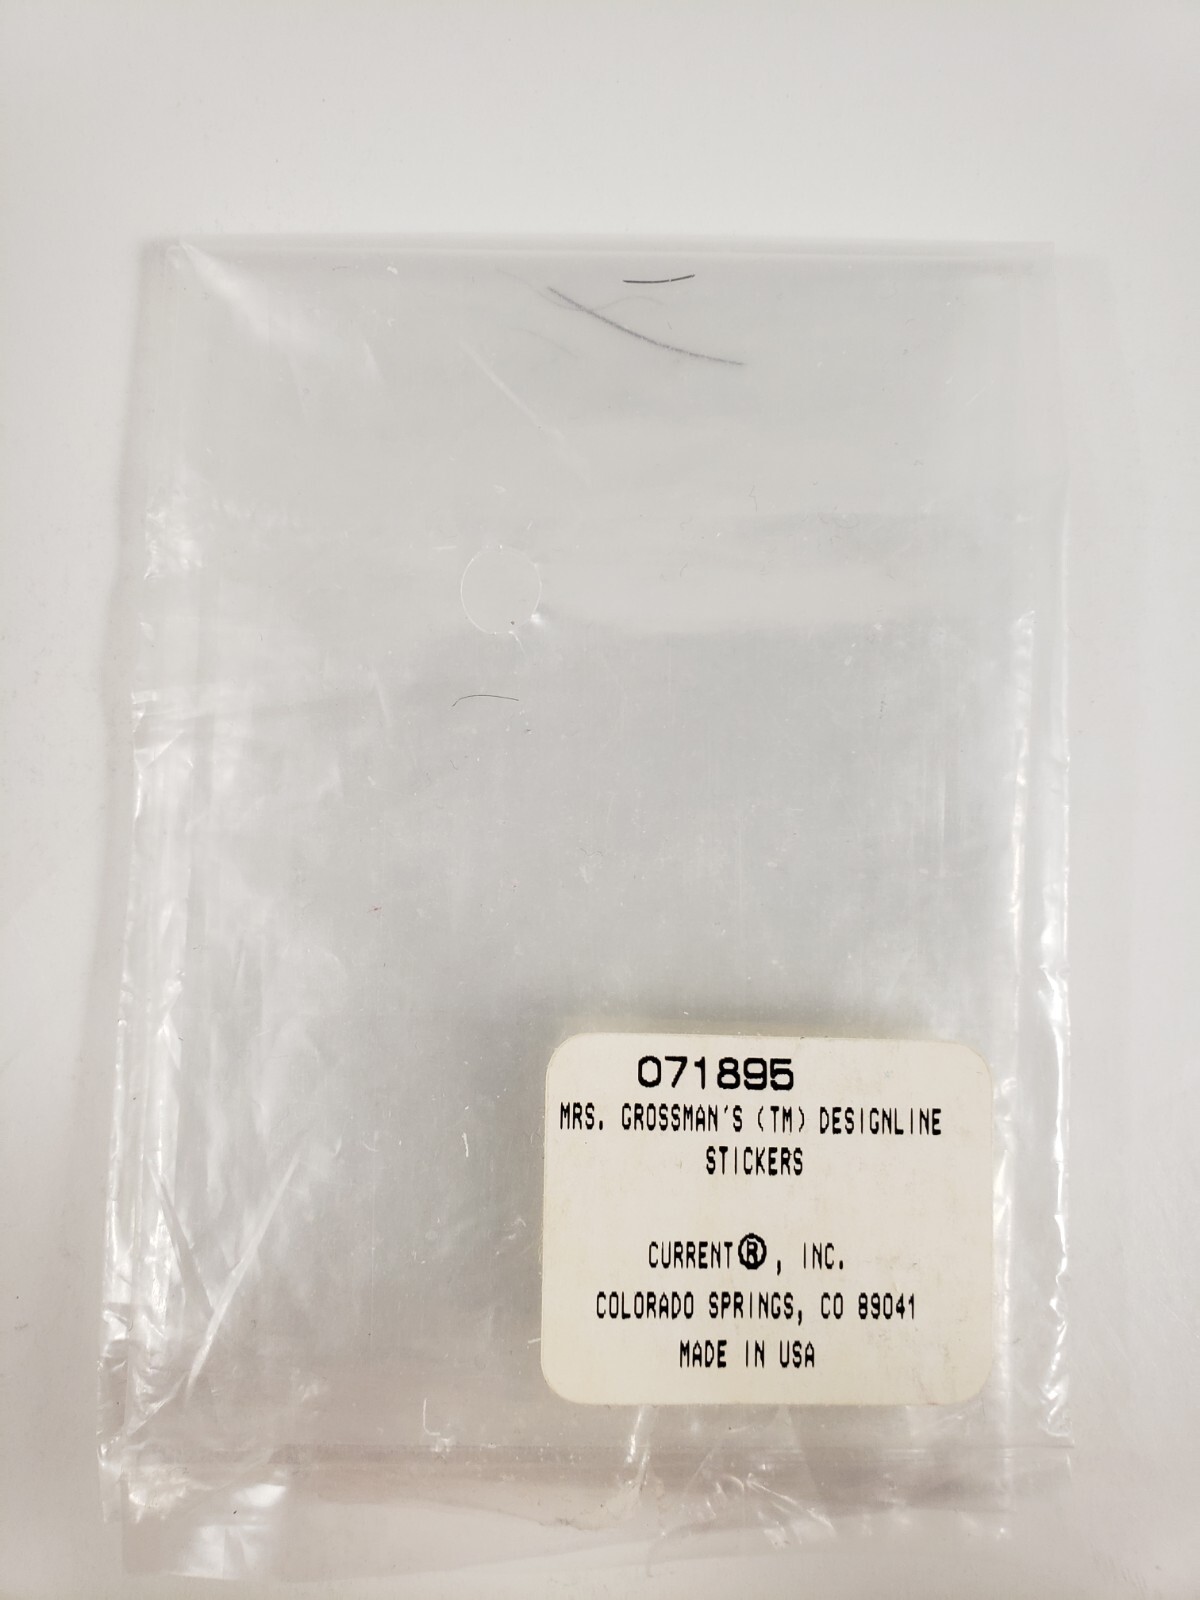 071895
MRS. GROSSMAN'S (TM) DESIGNLINE
STICKERS
CURRENT®, INC.
COLORADO SPRINGS, CO 89041
MADE IN USA